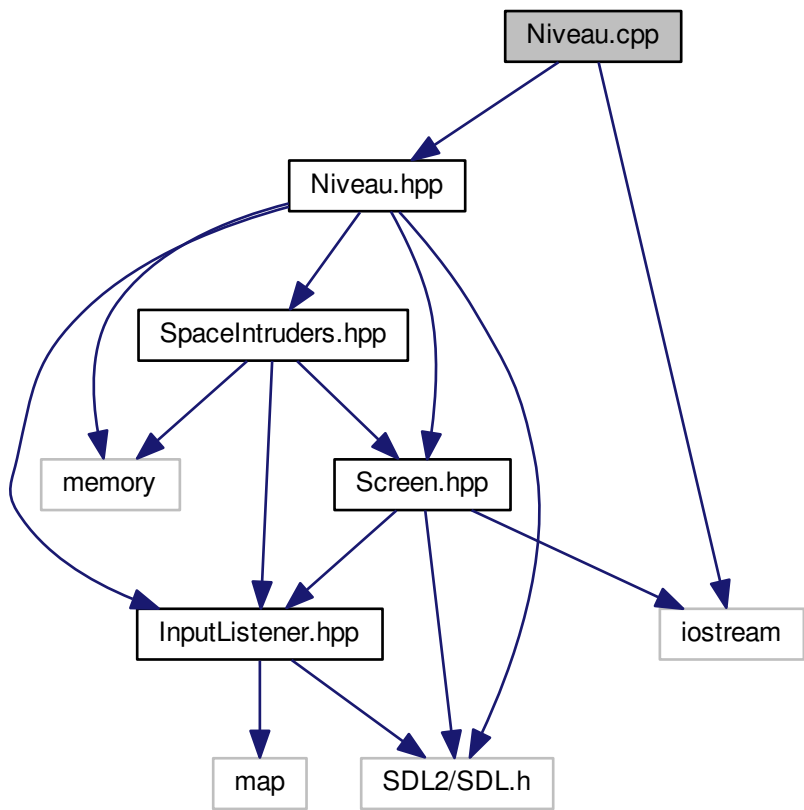 Niveau.cpp
Niveau.hpp
SpaceIntruders.hpp
memory
Screen.hpp
InputListener.hpp
iostream
map
SDL2/SDL.h